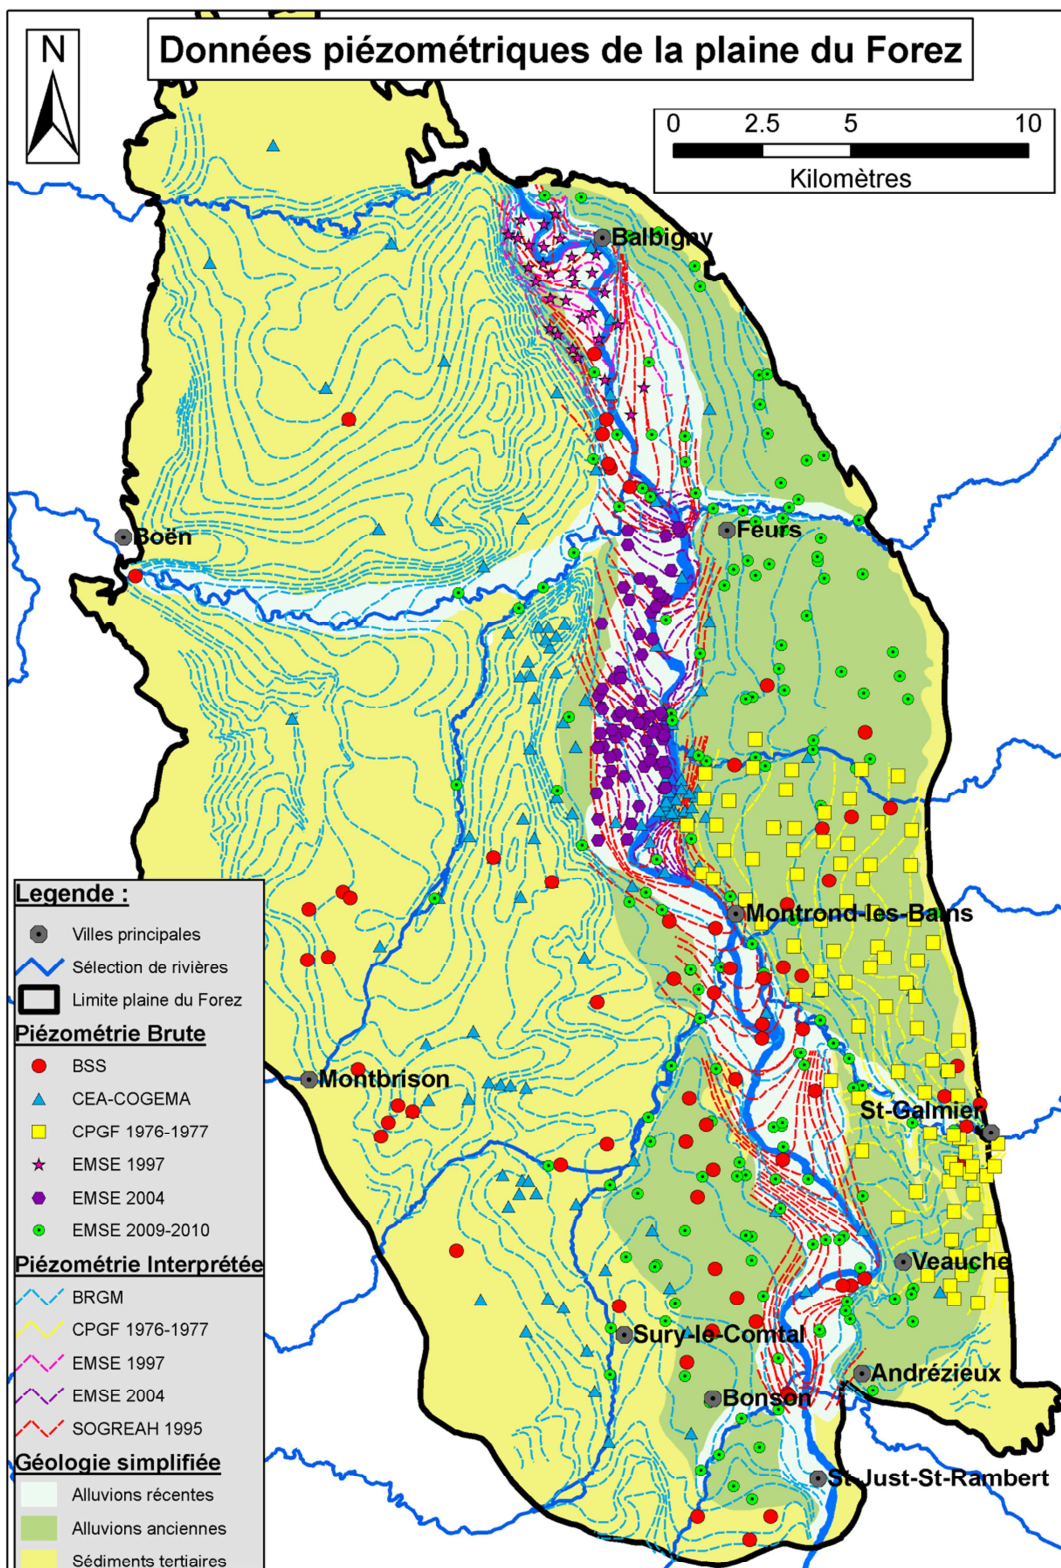 Données piézométriques de la plaine du Forez
N
0 2.5 5 10
Kilomètres
Balbigny
Boën
Feurs
Montrond-les-Bains
Montbrison
St-Galmier
Veauche
Sury-le-Comtal
Andrézieux
Bonson
St-Just-St-Rambert
Legende :
Villes principales
Sélection de rivières
Limite plaine du Forez
Piézométrie Brute
BSS
CEA-COGEMA
CPGF 1976-1977
EMSE 1997
EMSE 2004
EMSE 2009-2010
Piézométrie Interprétée
BRGM
CPGF 1976-1977
EMSE 1997
EMSE 2004
SOGREAH 1995
Géologie simplifiée
Alluvions récentes
Alluvions anciennes
Sédiments tertiaires